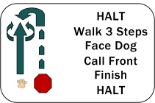 HALT
Walk 3 Steps
Face Dog
Call Front
Finish
HALT